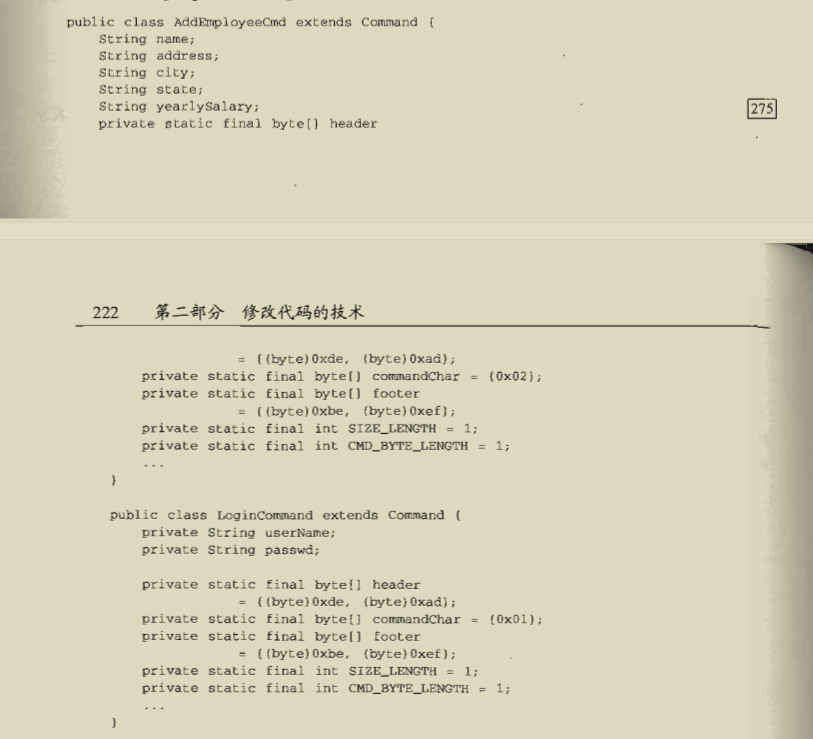 public class AddEmployeeCmd extends Command {
    String name;
    String address;
    String city;
    String state;
    String yearlySalary;
275
    private static final byte[] header
222 第二部分 修改代码的技术
            = {(byte)0xde, (byte)0xad};
    private static final byte[] commandChar = {0x02};
    private static final byte[] footer
            = {(byte)0xbe, (byte)0xef};
    private static final int SIZE_LENGTH = 1;
    private static final int CMD_BYTE_LENGTH = 1;
    ...
}
public class LoginCommand extends Command {
    private String userName;
    private String passwd;
    private static final byte[] header
            = {(byte)0xde, (byte)0xad};
    private static final byte[] commandChar = {0x01};
    private static final byte[] footer
            = {(byte)0xbe, (byte)0xef};
    private static final int SIZE_LENGTH = 1;
    private static final int CMD_BYTE_LENGTH = 1;
    ...
}